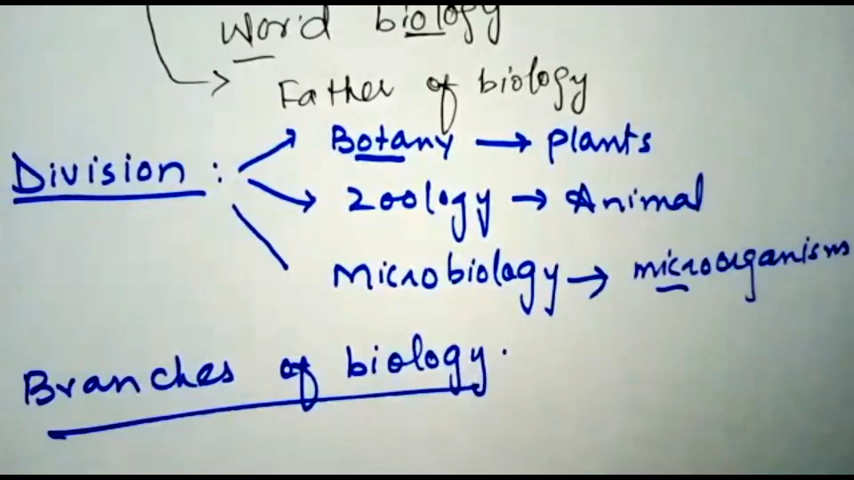 Word biology
Father of biology
Division : Botany → plants
Zoology → Animal
Microbiology → microorganisms
Branches of biology.